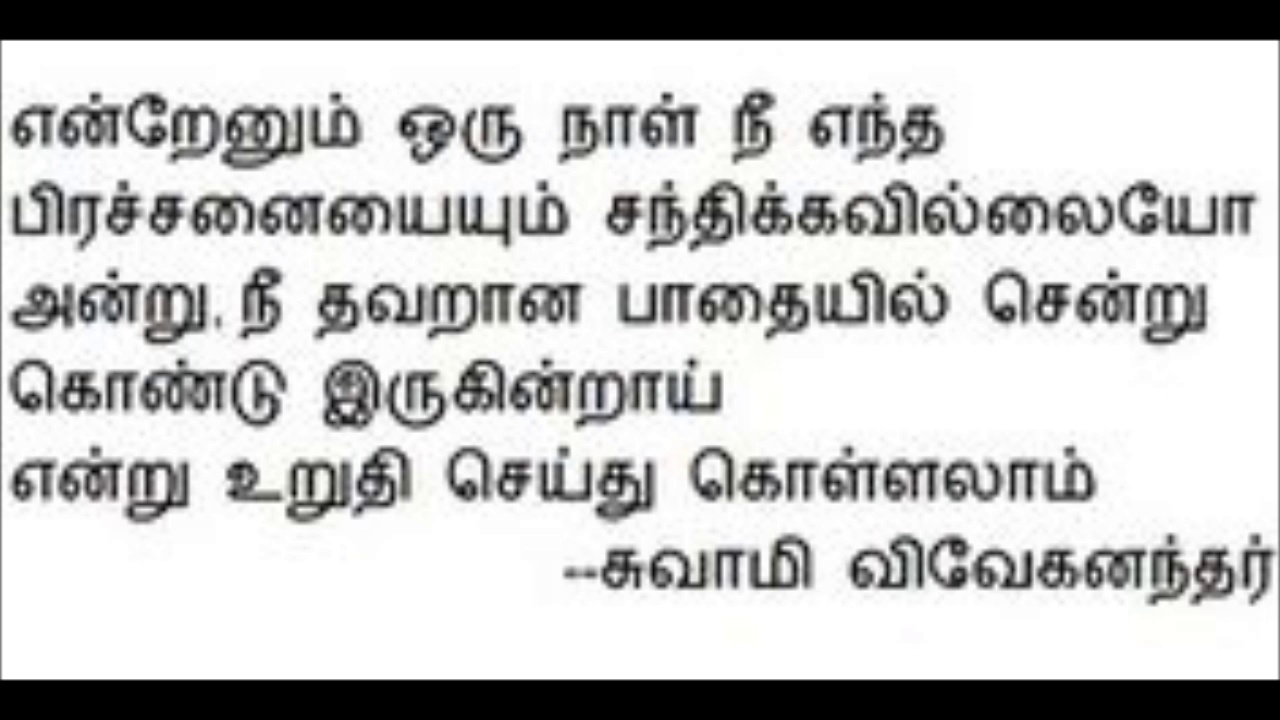 என்றேனும் ஒரு நாள் நீ எந்த
பிரச்சனையையும் சந்திக்கவில்லையோ
அன்று, நீ தவறான பாதையில் சென்று
கொண்டு இருகின்றாய்
என்று உறுதி செய்து கொள்ளலாம்
--சுவாமி விவேகனந்தர்